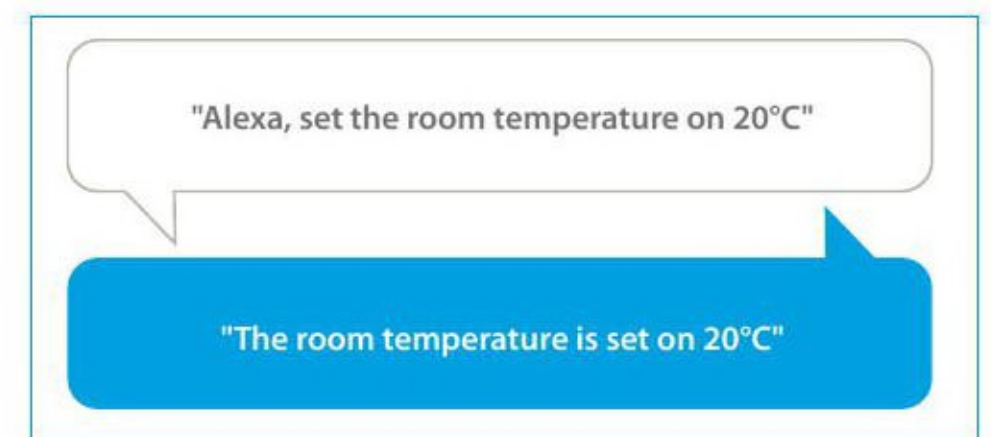 "Alexa, set the room temperature on 20°C"
"The room temperature is set on 20°C"